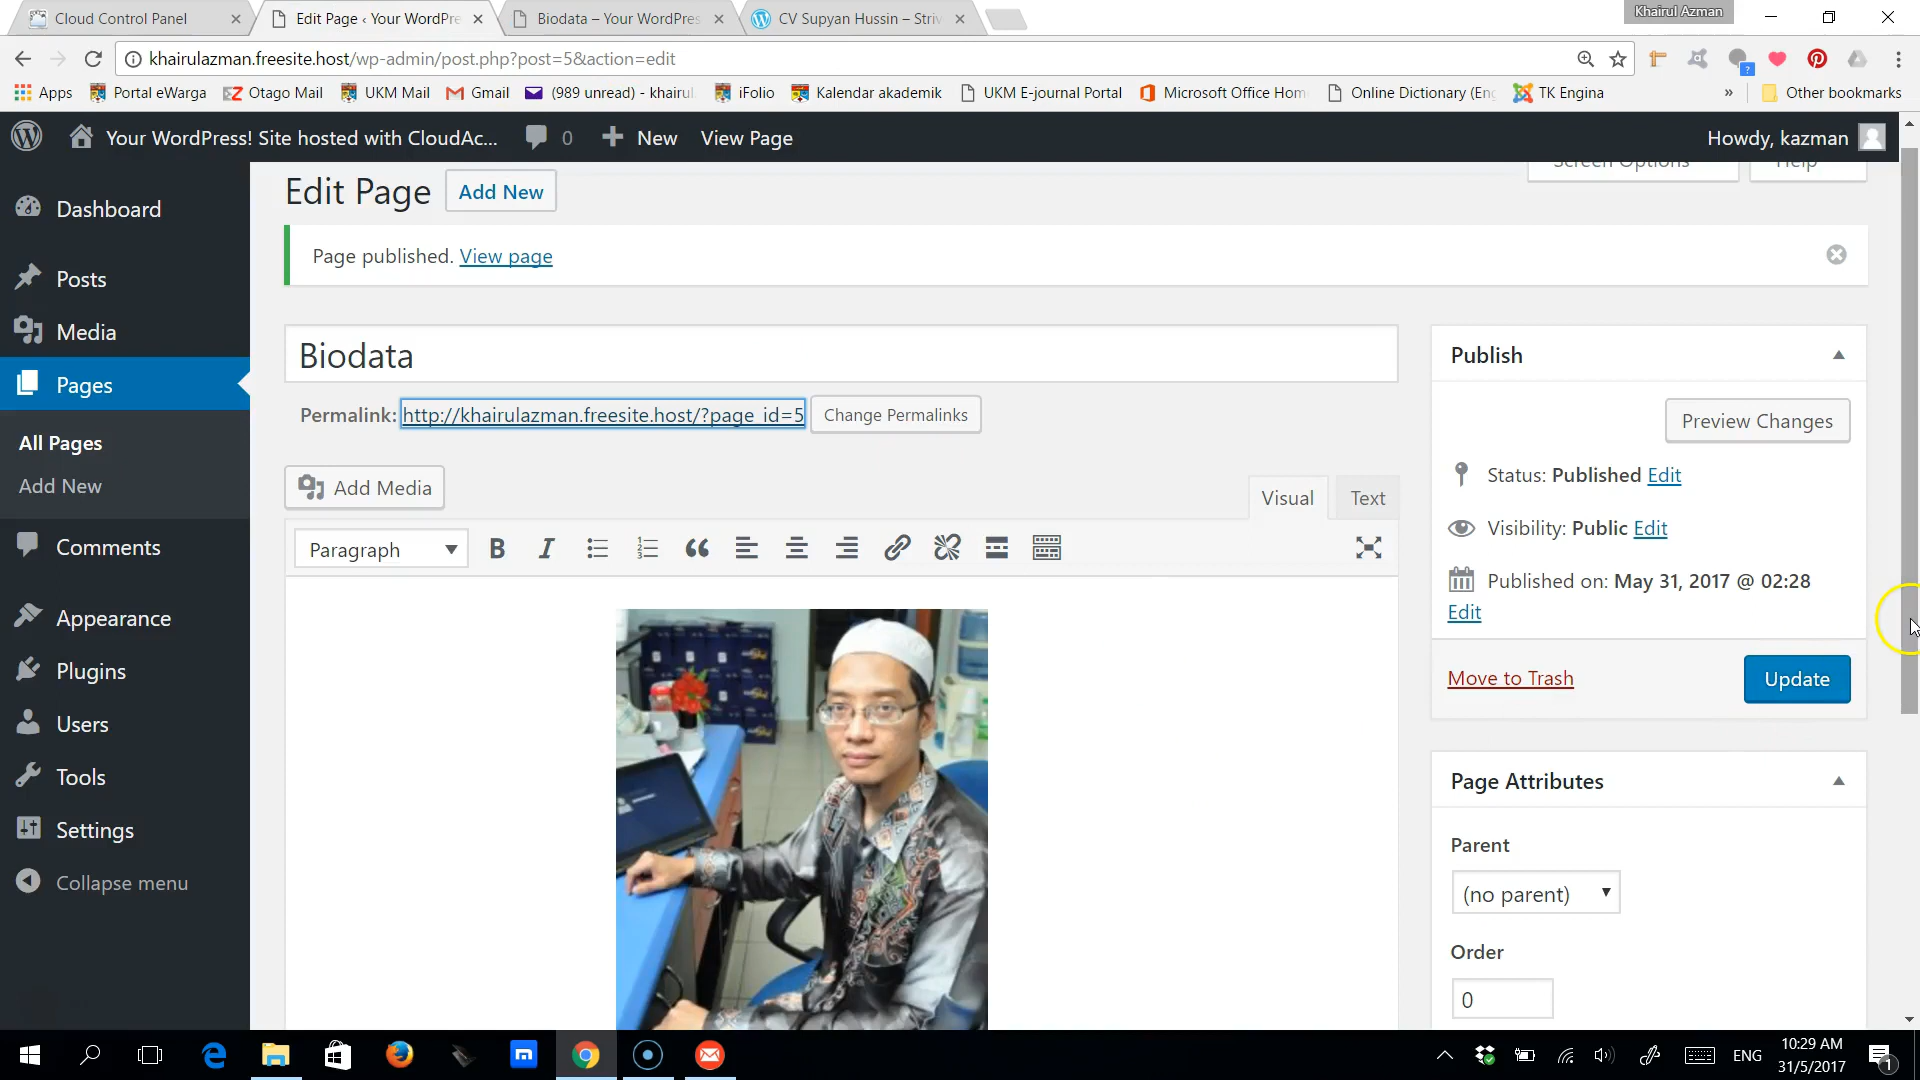 Cloud Control Panel
Edit Page ‹ Your WordPre
Biodata – Your WordPres
CV Supyan Hussin – Striv
Khairul Azman
khairulazman.freesite.host/wp-admin/post.php?post=5&action=edit
Apps
Portal eWarga
Otago Mail
UKM Mail
Gmail
(989 unread) - khairul
iFolio
Kalendar akademik
UKM E-journal Portal
Microsoft Office Hom
Online Dictionary (En
TK Engina
»
Other bookmarks
Your WordPress! Site hosted with CloudAc...
0
New
View Page
Howdy, kazman
Screen Options
Help
Dashboard
Posts
Media
Pages
All Pages
Add New
Comments
Appearance
Plugins
Users
Tools
Settings
Collapse menu
Edit Page
Add New
Page published. View page
Biodata
Permalink: http://khairulazman.freesite.host/?page_id=5
Change Permalinks
Add Media
Visual
Text
Paragraph
B
I
Publish
Preview Changes
Status: Published Edit
Visibility: Public Edit
Published on: May 31, 2017 @ 02:28
Edit
Move to Trash
Update
Page Attributes
Parent
(no parent)
Order
0
ENG
10:29 AM
31/5/2017
1